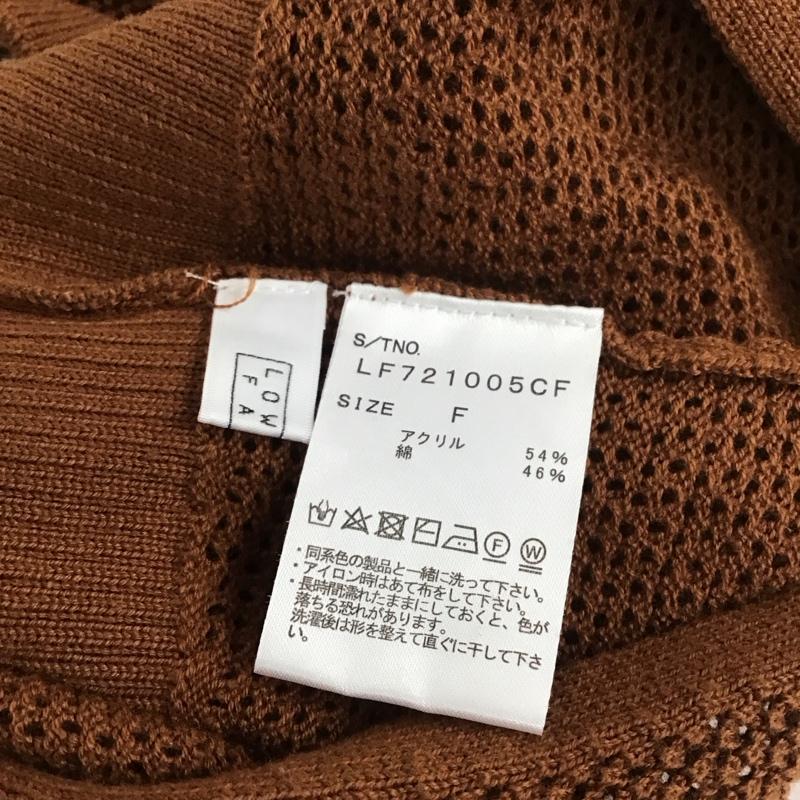 LOW
FA
S/TNO.
LF721005CF
SIZE F
アクリル 54%
綿 46%
F W
・同系色の製品と一緒に洗って下さい。
・アイロン時はあて布をして下さい。
・長時間濡れたままにしておくと、色が
落ちる恐れがあります。
洗濯後は形を整えて直ぐに干して下さ
い。